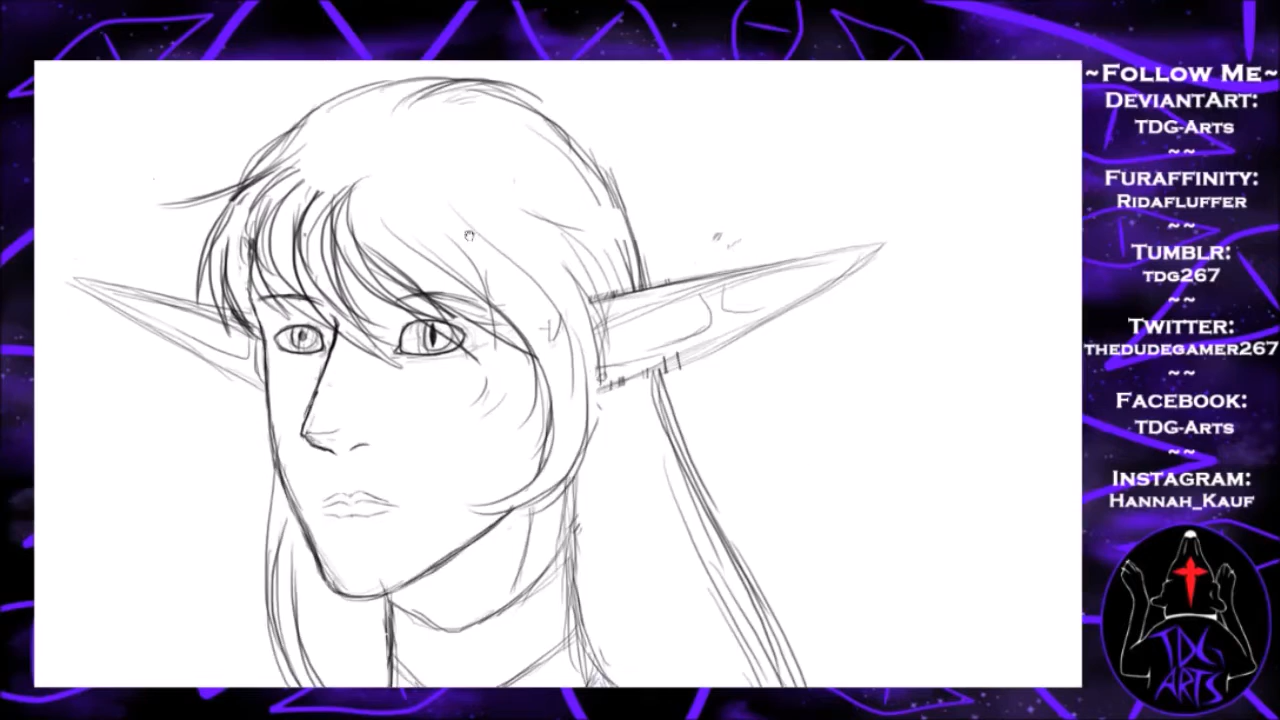 ~Follow Me~
DeviantArt:
TDG-Arts
~~
Furaffinity:
Ridafluffer
~~
Tumblr:
tdg267
~~
Twitter:
thedudegamer267
~~
Facebook:
TDG-Arts
~~
Instagram:
Hannah_Kauf
TDG
ARTS